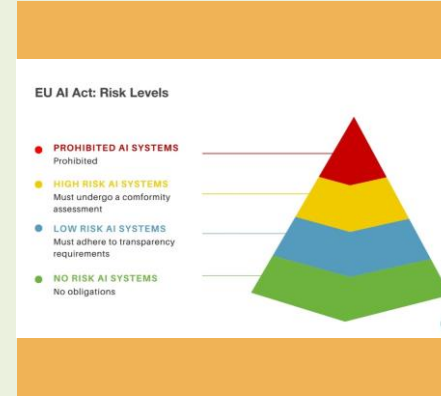 EU AI Act: Risk Levels
PROHIBITED AI SYSTEMS
Prohibited
HIGH RISK AI SYSTEMS
Must undergo a comformity
assessment
LOW RISK AI SYSTEMS
Must adhere to transparency
requirements
NO RISK AI SYSTEMS
No obligations